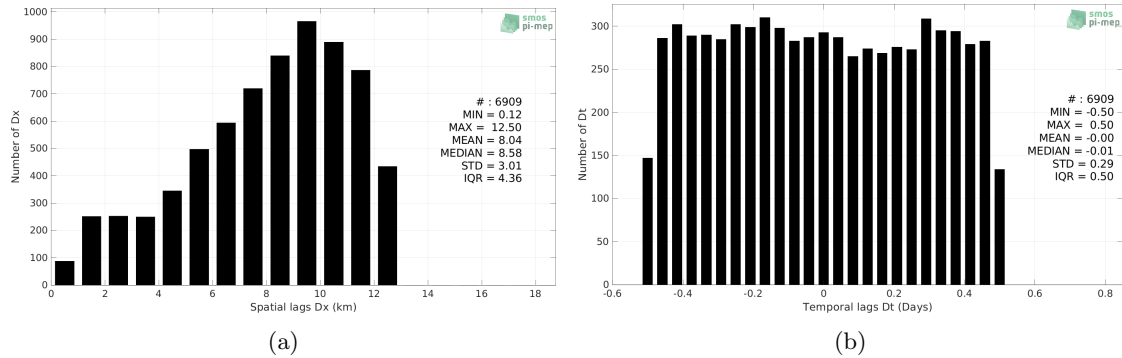 1000
900
800
700
600
500
400
300
200
100
0
0 2 4 6 8 10 12 14 16 18
Number of Dx
Spatial lags Dx (km)
smos
pi-mep
# : 6909
MIN = 0.12
MAX = 12.50
MEAN = 8.04
MEDIAN = 8.58
STD = 3.01
IQR = 4.36
(a)
300
250
200
150
100
50
0
-0.6 -0.4 -0.2 0 0.2 0.4 0.6 0.8
Number of Dt
Temporal lags Dt (Days)
smos
pi-mep
# : 6909
MIN = -0.50
MAX = 0.50
MEAN = -0.00
MEDIAN = -0.01
STD = 0.29
IQR = 0.50
(b)